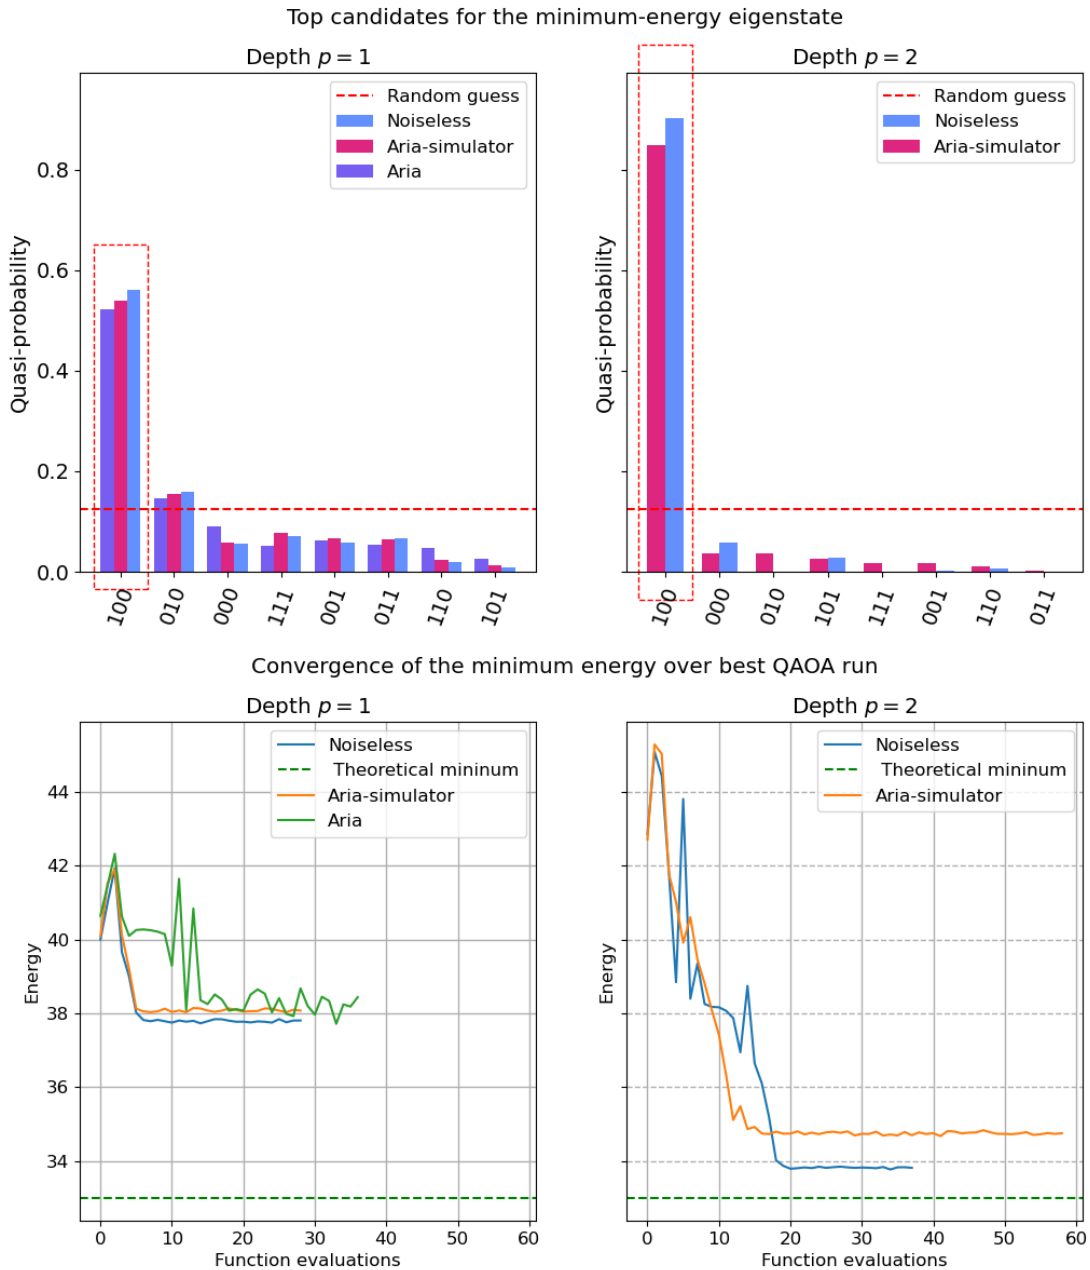 Top candidates for the minimum-energy eigenstate
Depth p = 1
Random guess
Noiseless
Aria-simulator
Aria
Quasi-probability
0.8
0.6
0.4
0.2
0.0
100
010
000
111
001
011
110
101
Depth p = 2
Random guess
Noiseless
Aria-simulator
Quasi-probability
100
000
010
101
111
001
110
011
Convergence of the minimum energy over best QAOA run
Depth p = 1
Noiseless
Theoretical mininum
Aria-simulator
Aria
Energy
44
42
40
38
36
34
0 10 20 30 40 50 60
Function evaluations
Depth p = 2
Noiseless
Theoretical mininum
Aria-simulator
Energy
0 10 20 30 40 50 60
Function evaluations